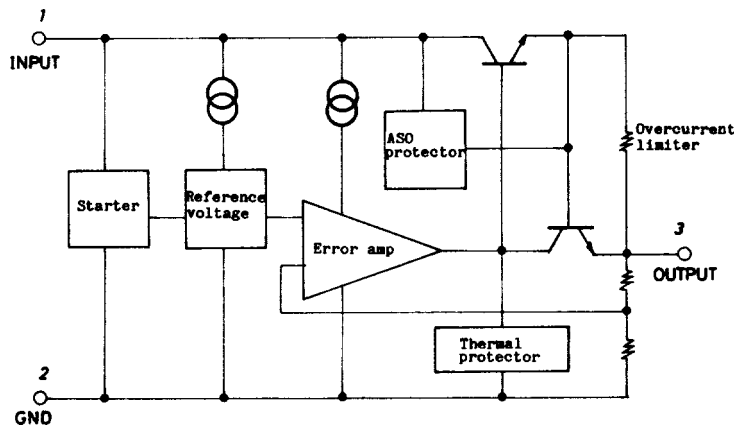 1
INPUT
ASO
protector
Overcurrent
limiter
Starter
Reference
voltage
Error amp
3
OUTPUT
Thermal
protector
2
GND